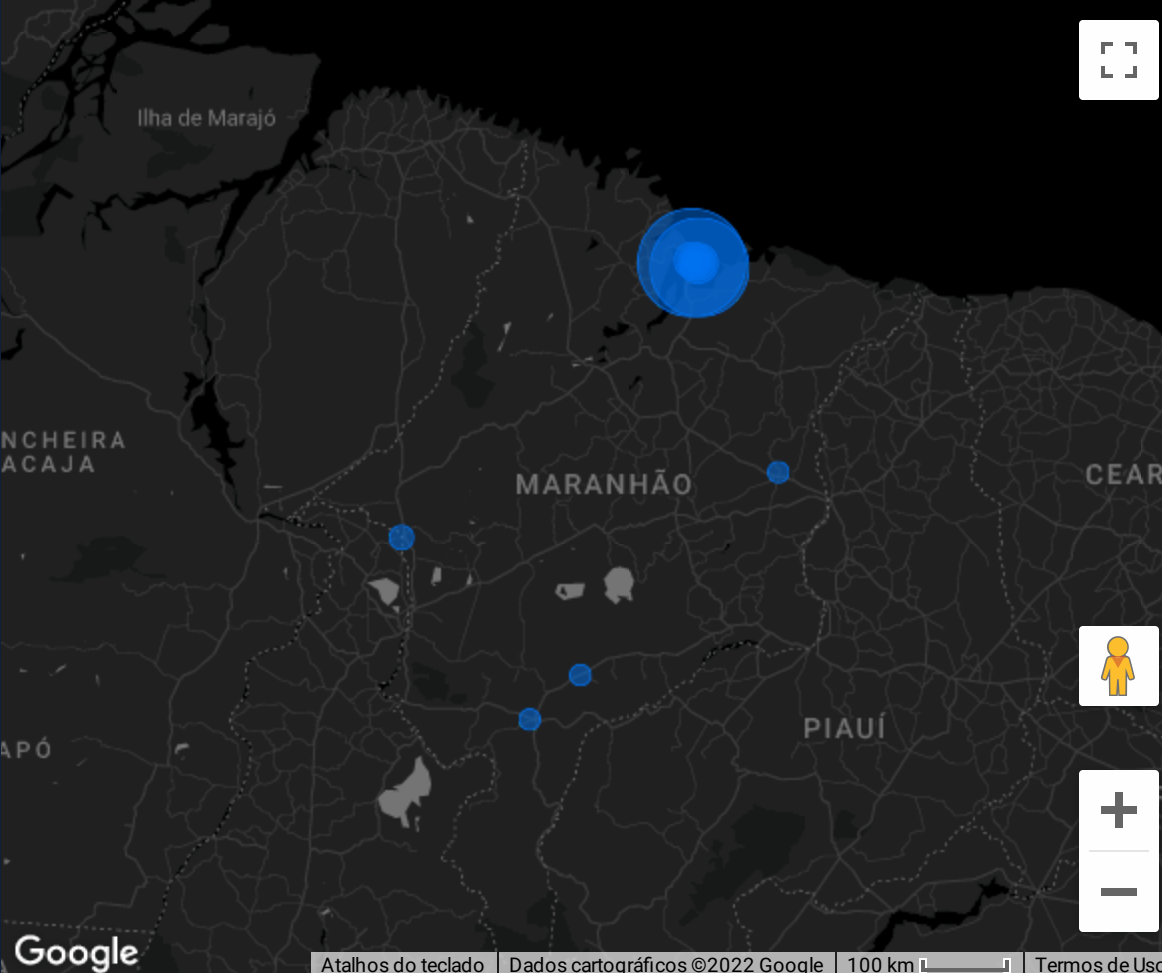 Ilha de Marajó
NCHEIRA
ACAJA
MARANHÃO
CEAR
PIAUÍ
APÓ
Google
Atalhos do teclado
Dados cartográficos ©2022 Google
100 km
Termos de Uso